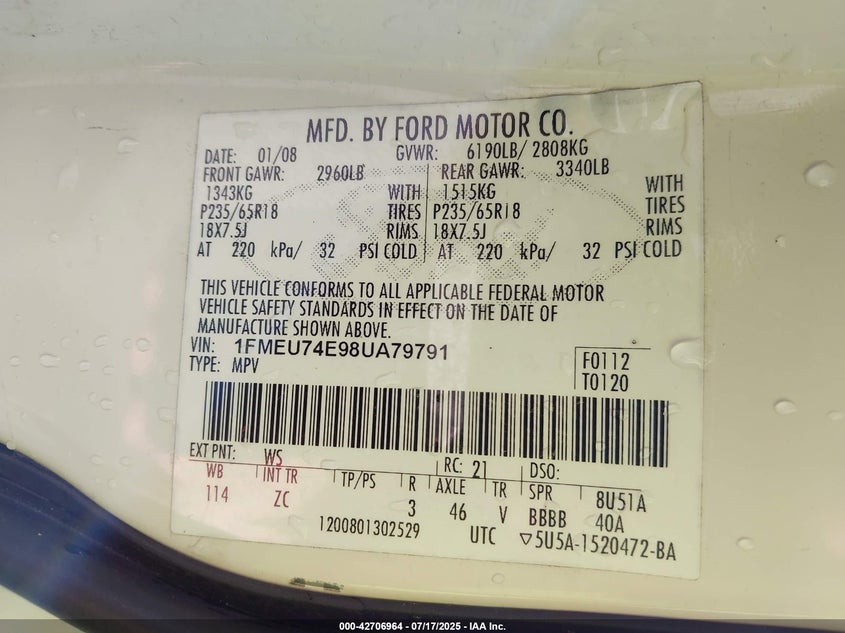 MFD. BY FORD MOTOR CO.
DATE: 01/08 GVWR: 6190LB/ 2808KG
FRONT GAWR: 2960LB REAR GAWR: 3340LB
1343KG WITH 1515KG WITH
P235/65R18 TIRES P235/65R18 TIRES
18X7.5J RIMS 18X7.5J RIMS
AT 220 kPa/ 32 PSI COLD AT 220 kPa/ 32 PSI COLD
THIS VEHICLE CONFORMS TO ALL APPLICABLE FEDERAL MOTOR
VEHICLE SAFETY STANDARDS IN EFFECT ON THE DATE OF
MANUFACTURE SHOWN ABOVE.
VIN: 1FMEU74E98UA79791
TYPE: MPV
F0112
T0120
EXT PNT: WS RC: 21 DSO:
WB INT TR TP/PS R AXLE TR SPR 8U51A
114 ZC 3 46 V BBBB 40A
1200801302529 UTC ▽5U5A-1520472-BA
000-42706964 | 07/17/2025 - IAA Inc.